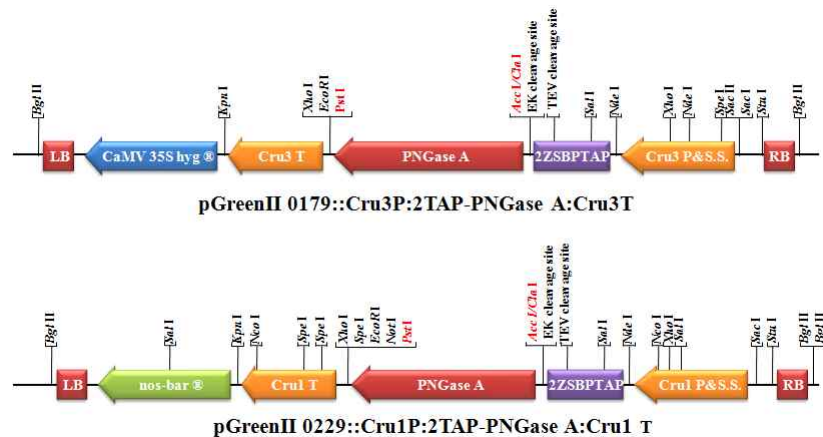 Bgl II
Kpn I
Xho I
EcoR I
Pst I
Acc I/Cla I
EK cleavage site
TEV cleavage site
Sal I
Nde I
Xho I
Nde I
Spe I
Sac II
Sac I
Stu I
Bgl II
LB
CaMV 35S hyg ®
Cru3 T
PNGase A
2ZSBPTAP
Cru3 P&S.S.
RB
pGreenII 0179::Cru3P:2TAP-PNGase A:Cru3T
Bgl II
Sal I
Kpn I
Nco I
Spe I
Spe I
Xho I
Spe I
EcoR I
Not I
Pst I
Acc I/Cla I
EK cleavage site
TEV cleavage site
Sal I
Nde I
Nco I
Xho I
Sal I
Sac I
Stu I
Bgl II
Bgl II
LB
nos-bar ®
Cru1 T
PNGase A
2ZSBPTAP
Cru1 P&S.S.
RB
pGreenII 0229::Cru1P:2TAP-PNGase A:Cru1 T